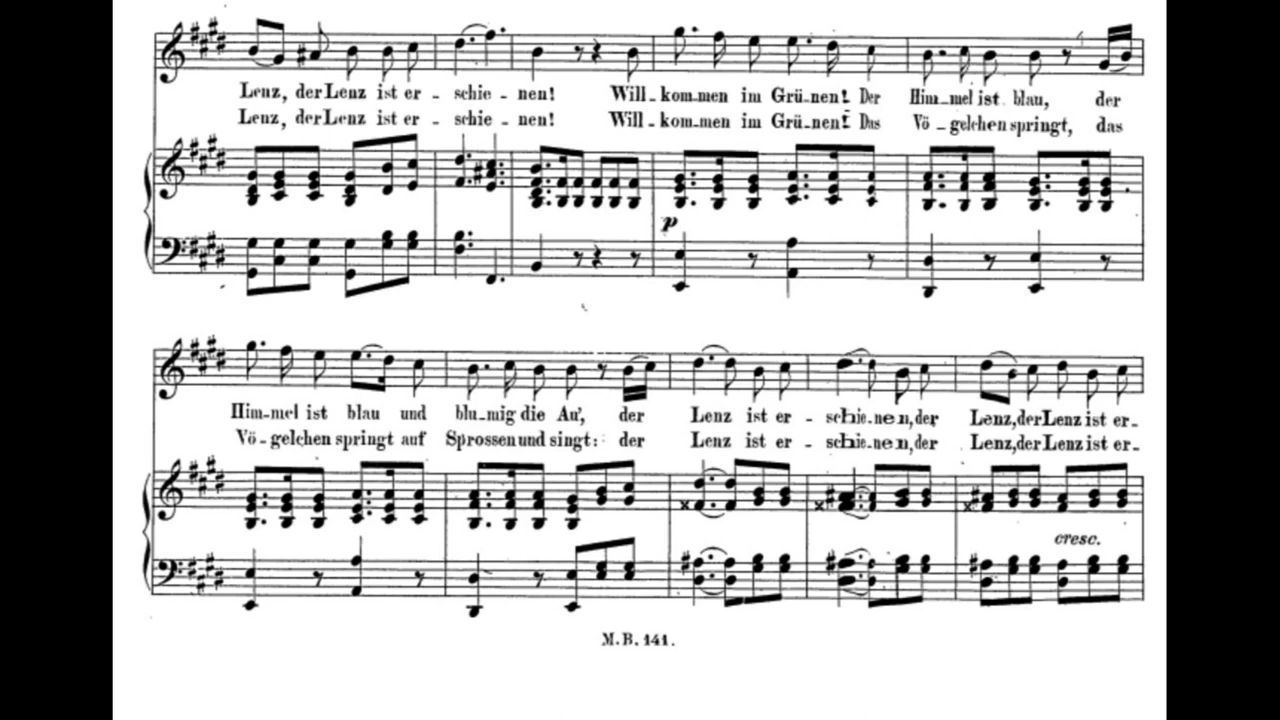 Lenz, der Lenz ist er- schie- nen! Will- kom-men im Grü-nen! Der Him-mel ist blau, der
Lenz, der Lenz ist er- schie- nen! Will- kom-men im Grü-nen! Das Vö-gelchen springt, das
p
Him-mel ist blau und blu-mig die Au', der Lenz ist er- schie-nen, der Lenz, der Lenz ist er-
Vö-gelchen springt auf Sprossen und singt: der Lenz ist er- schie-nen, der Lenz, der Lenz ist er-
cresc.
M.B. 141.